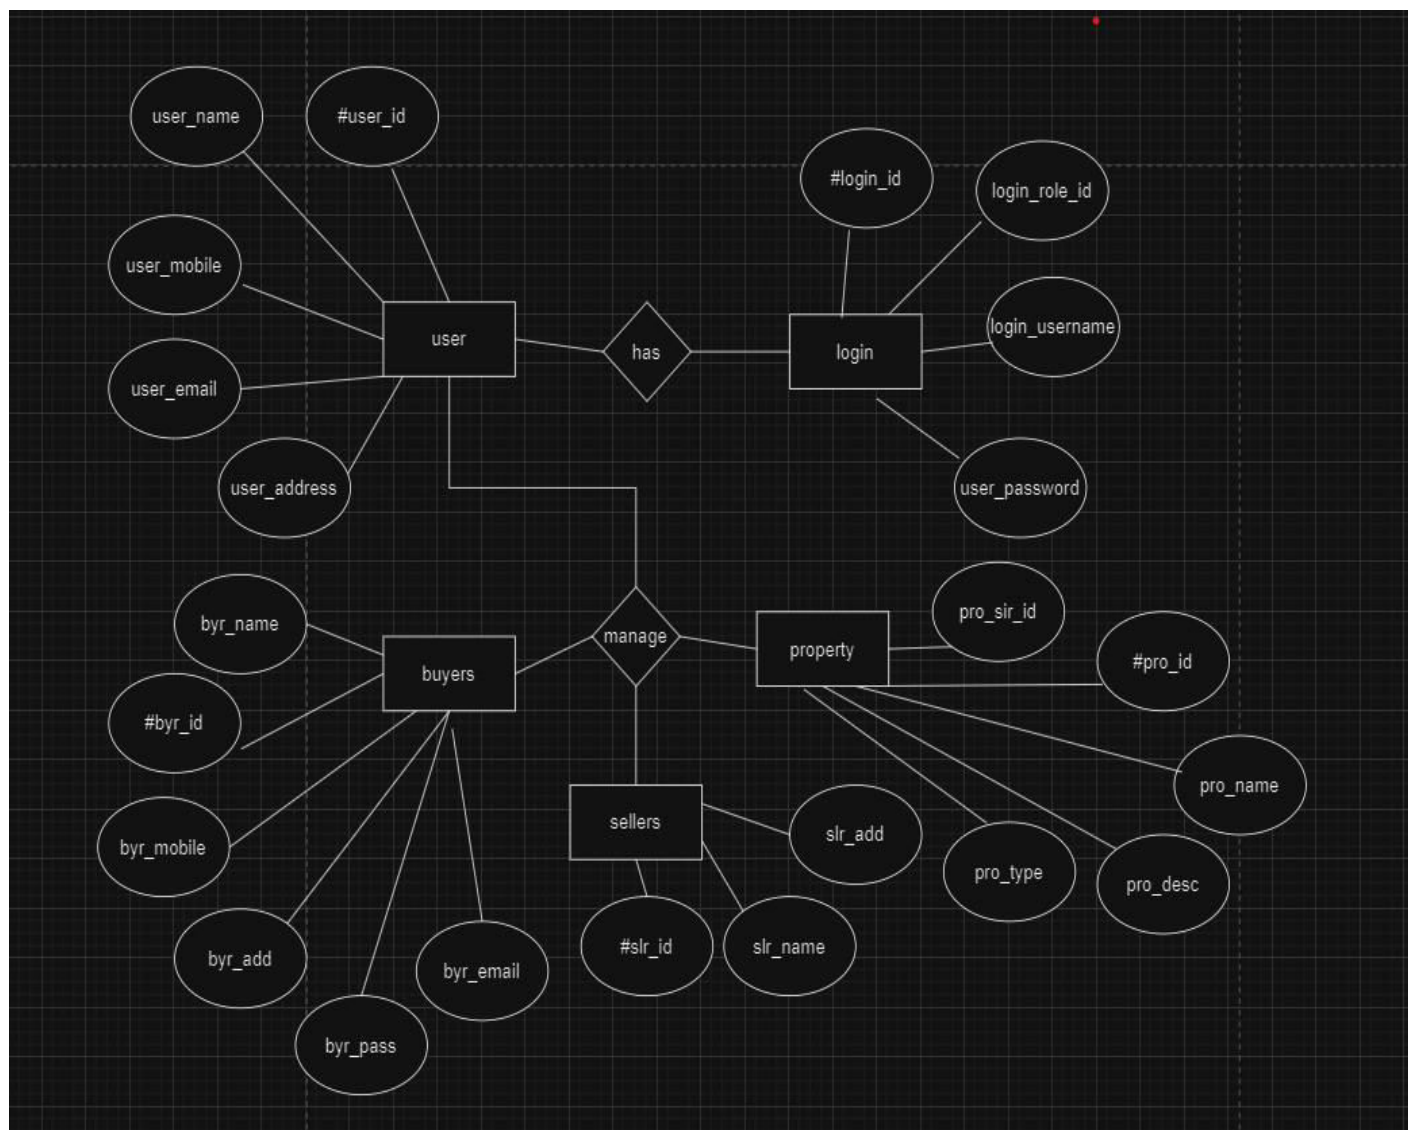 user_name
#user_id
#login_id
login_role_id
user_mobile
login_username
user
has
login
user_email
user_address
user_password
byr_name
pro_sir_id
manage
property
#pro_id
buyers
#byr_id
pro_name
sellers
slr_add
byr_mobile
pro_type
pro_desc
#slr_id
slr_name
byr_add
byr_email
byr_pass